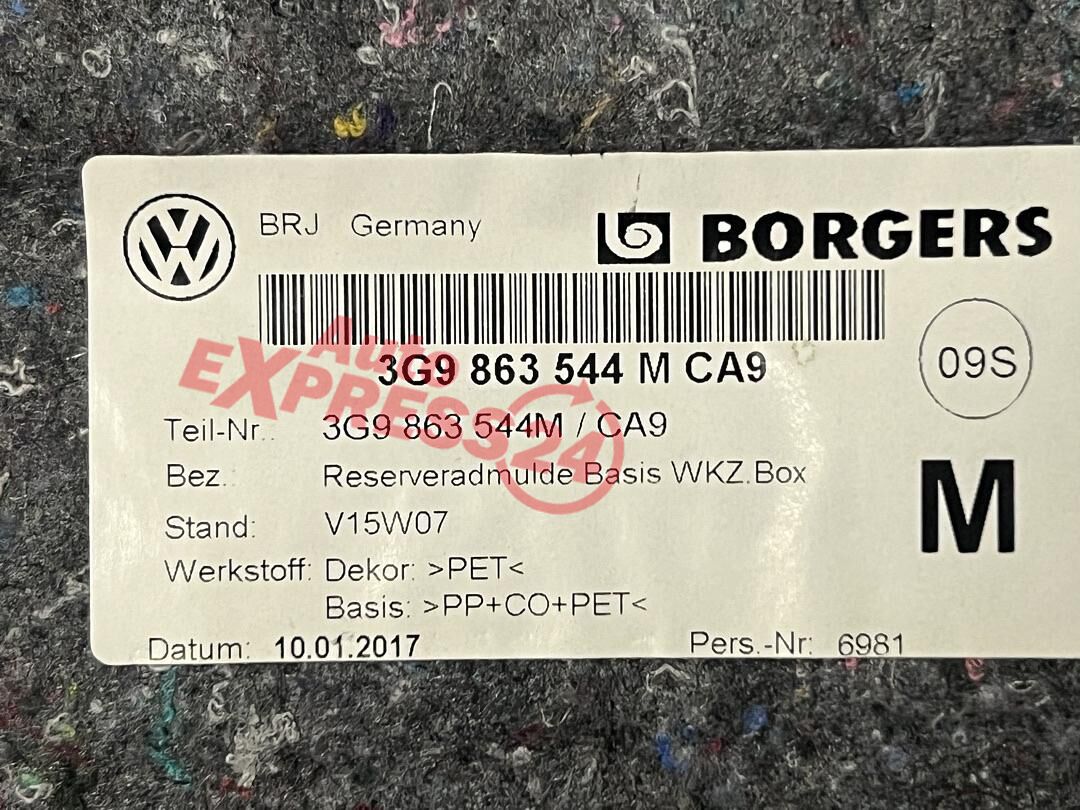 BRJ Germany
BORGERS
3G9 863 544 M CA9
09S
Auto
EXPRESS24
Teil-Nr.: 3G9 863 544M / CA9
Bez.: Reserveradmulde Basis WKZ.Box
M
Stand: V15W07
Werkstoff: Dekor: >PET<
Basis: >PP+CO+PET<
Datum: 10.01.2017 Pers.-Nr: 6981